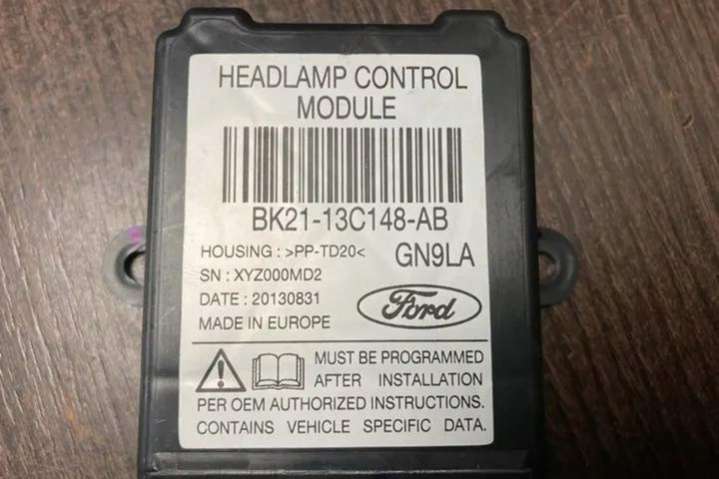 HEADLAMP CONTROL
MODULE
BK21-13C148-AB
HOUSING : >PP-TD20< GN9LA
SN : XYZ000MD2
DATE : 20130831
MADE IN EUROPE
Ford
MUST BE PROGRAMMED
AFTER INSTALLATION
PER OEM AUTHORIZED INSTRUCTIONS.
CONTAINS VEHICLE SPECIFIC DATA.